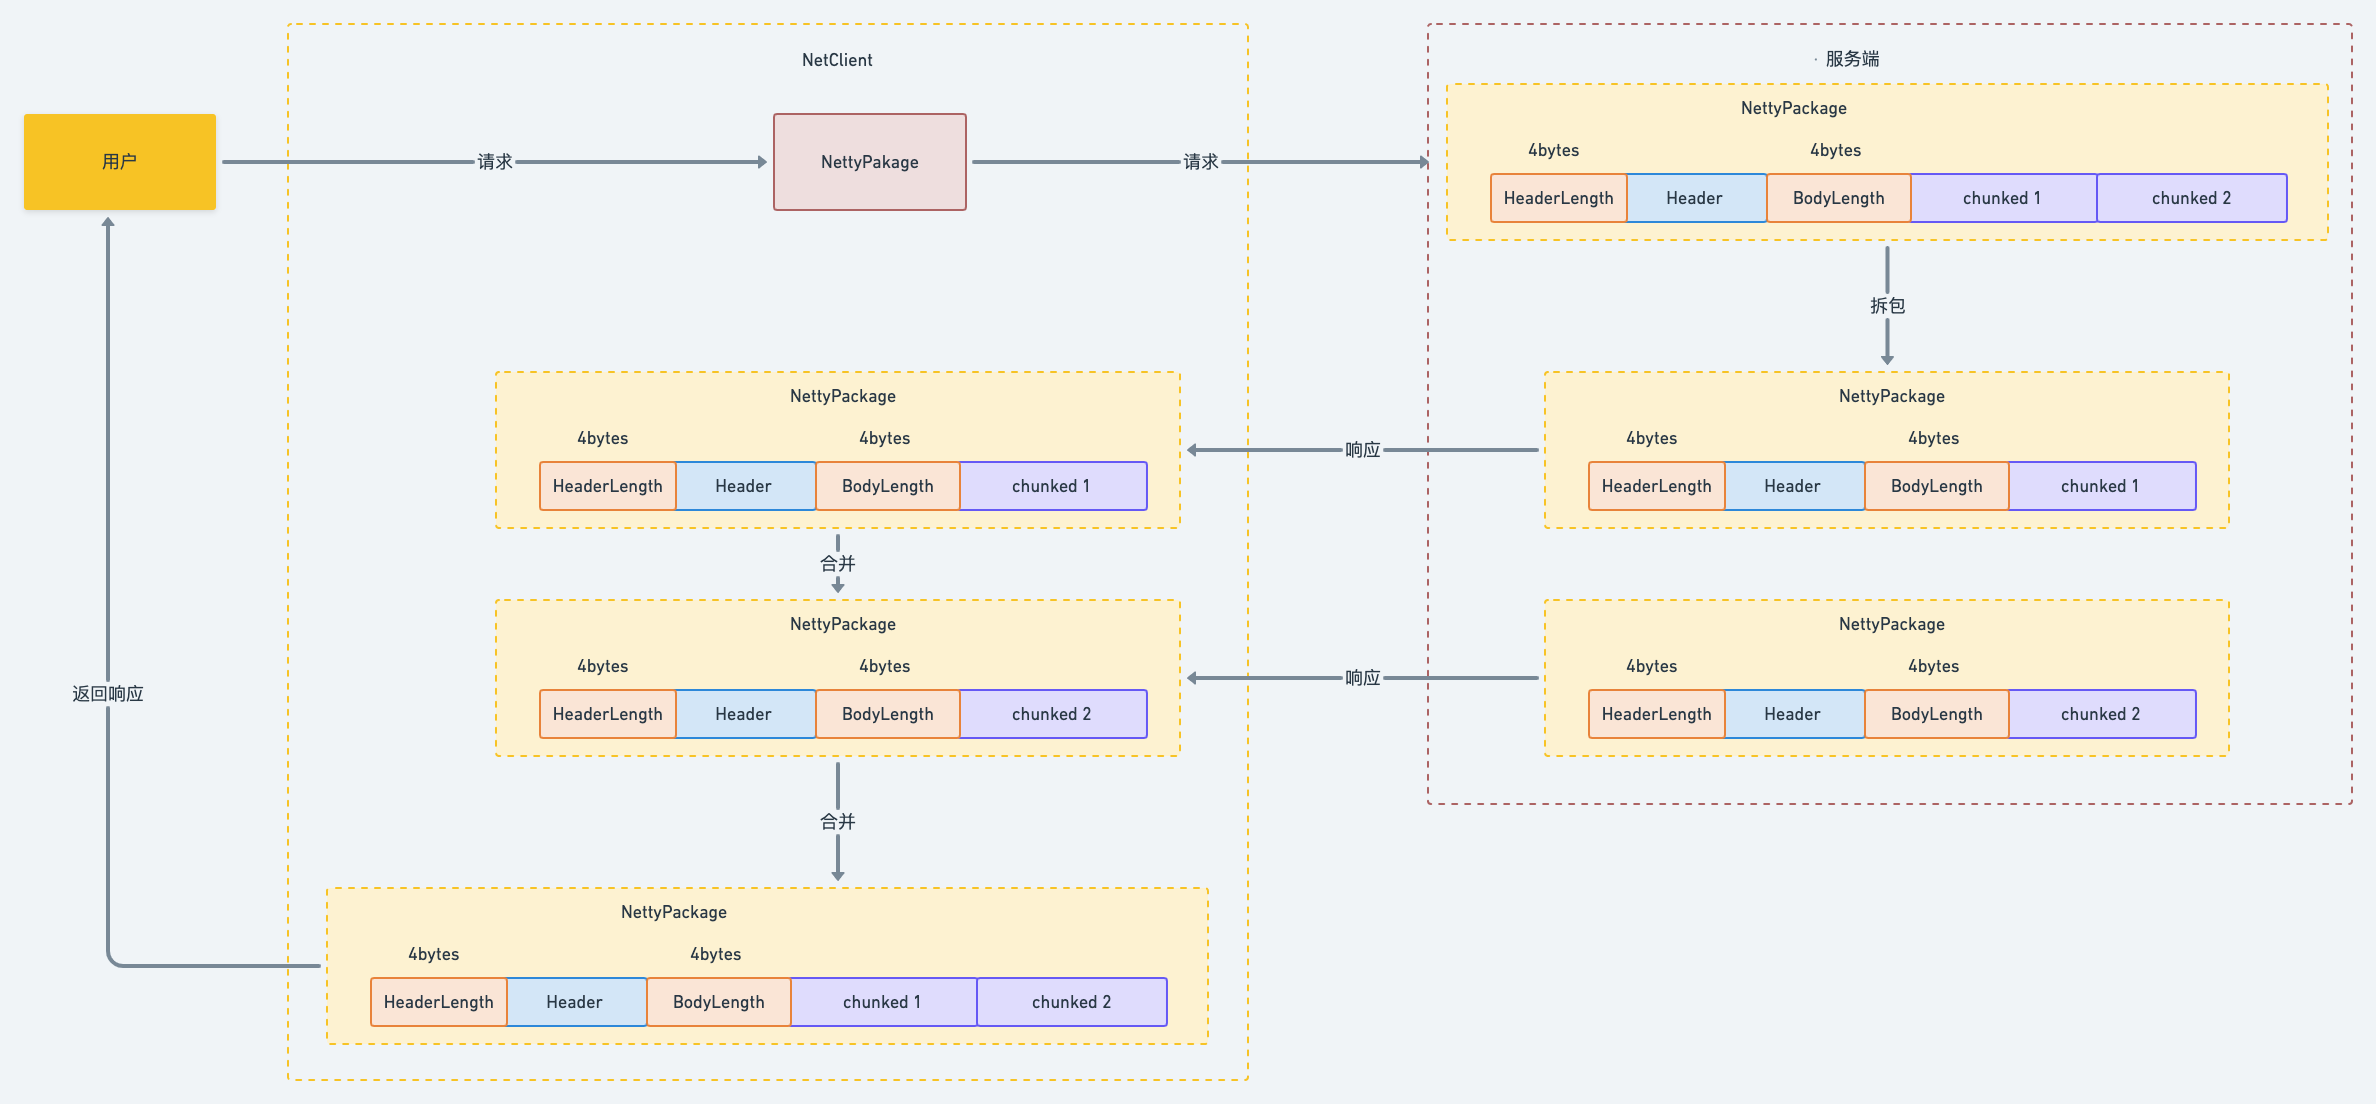 NetClient
· 服务端
用户
请求
NettyPakage
请求
NettyPackage
4bytes 4bytes
HeaderLength Header BodyLength chunked 1 chunked 2
拆包
NettyPackage
4bytes 4bytes
HeaderLength Header BodyLength chunked 1
响应
NettyPackage
4bytes 4bytes
HeaderLength Header BodyLength chunked 1
合并
NettyPackage
4bytes 4bytes
HeaderLength Header BodyLength chunked 2
响应
NettyPackage
4bytes 4bytes
HeaderLength Header BodyLength chunked 2
返回响应
合并
NettyPackage
4bytes 4bytes
HeaderLength Header BodyLength chunked 1 chunked 2